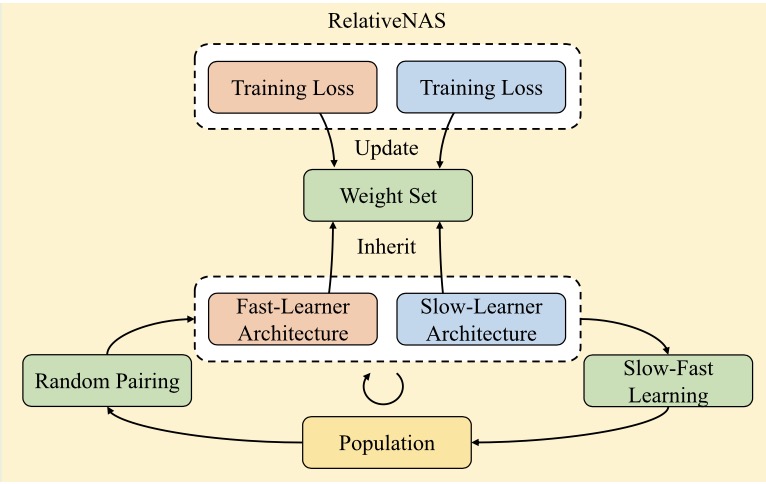 RelativeNAS
Training Loss
Training Loss
Update
Weight Set
Inherit
Fast-Learner
Architecture
Slow-Learner
Architecture
Random Pairing
Slow-Fast
Learning
Population